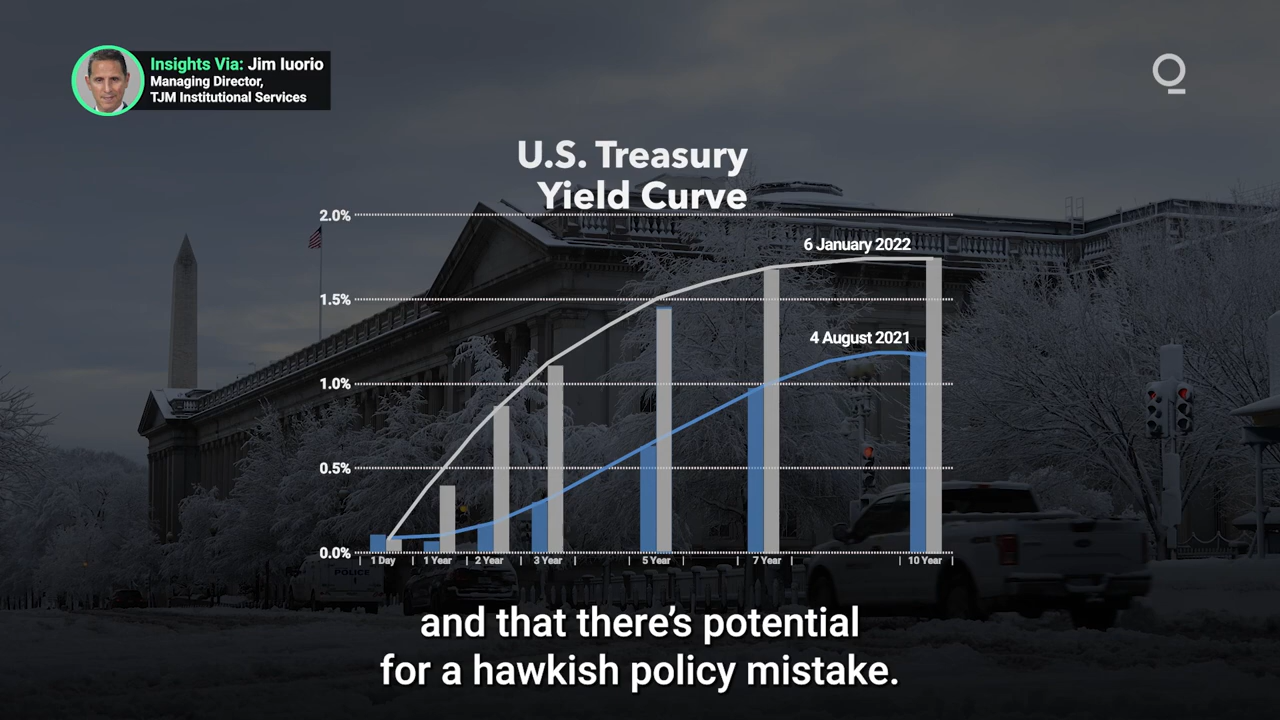 Insights Via: Jim Iuorio
Managing Director,
TJM Institutional Services
U.S. Treasury
Yield Curve
2.0%
6 January 2022
1.5%
4 August 2021
1.0%
0.5%
0.0%
1 Day
1 Year
2 Year
3 Year
5 Year
7 Year
10 Year
POLICE
and that there’s potential
for a hawkish policy mistake.